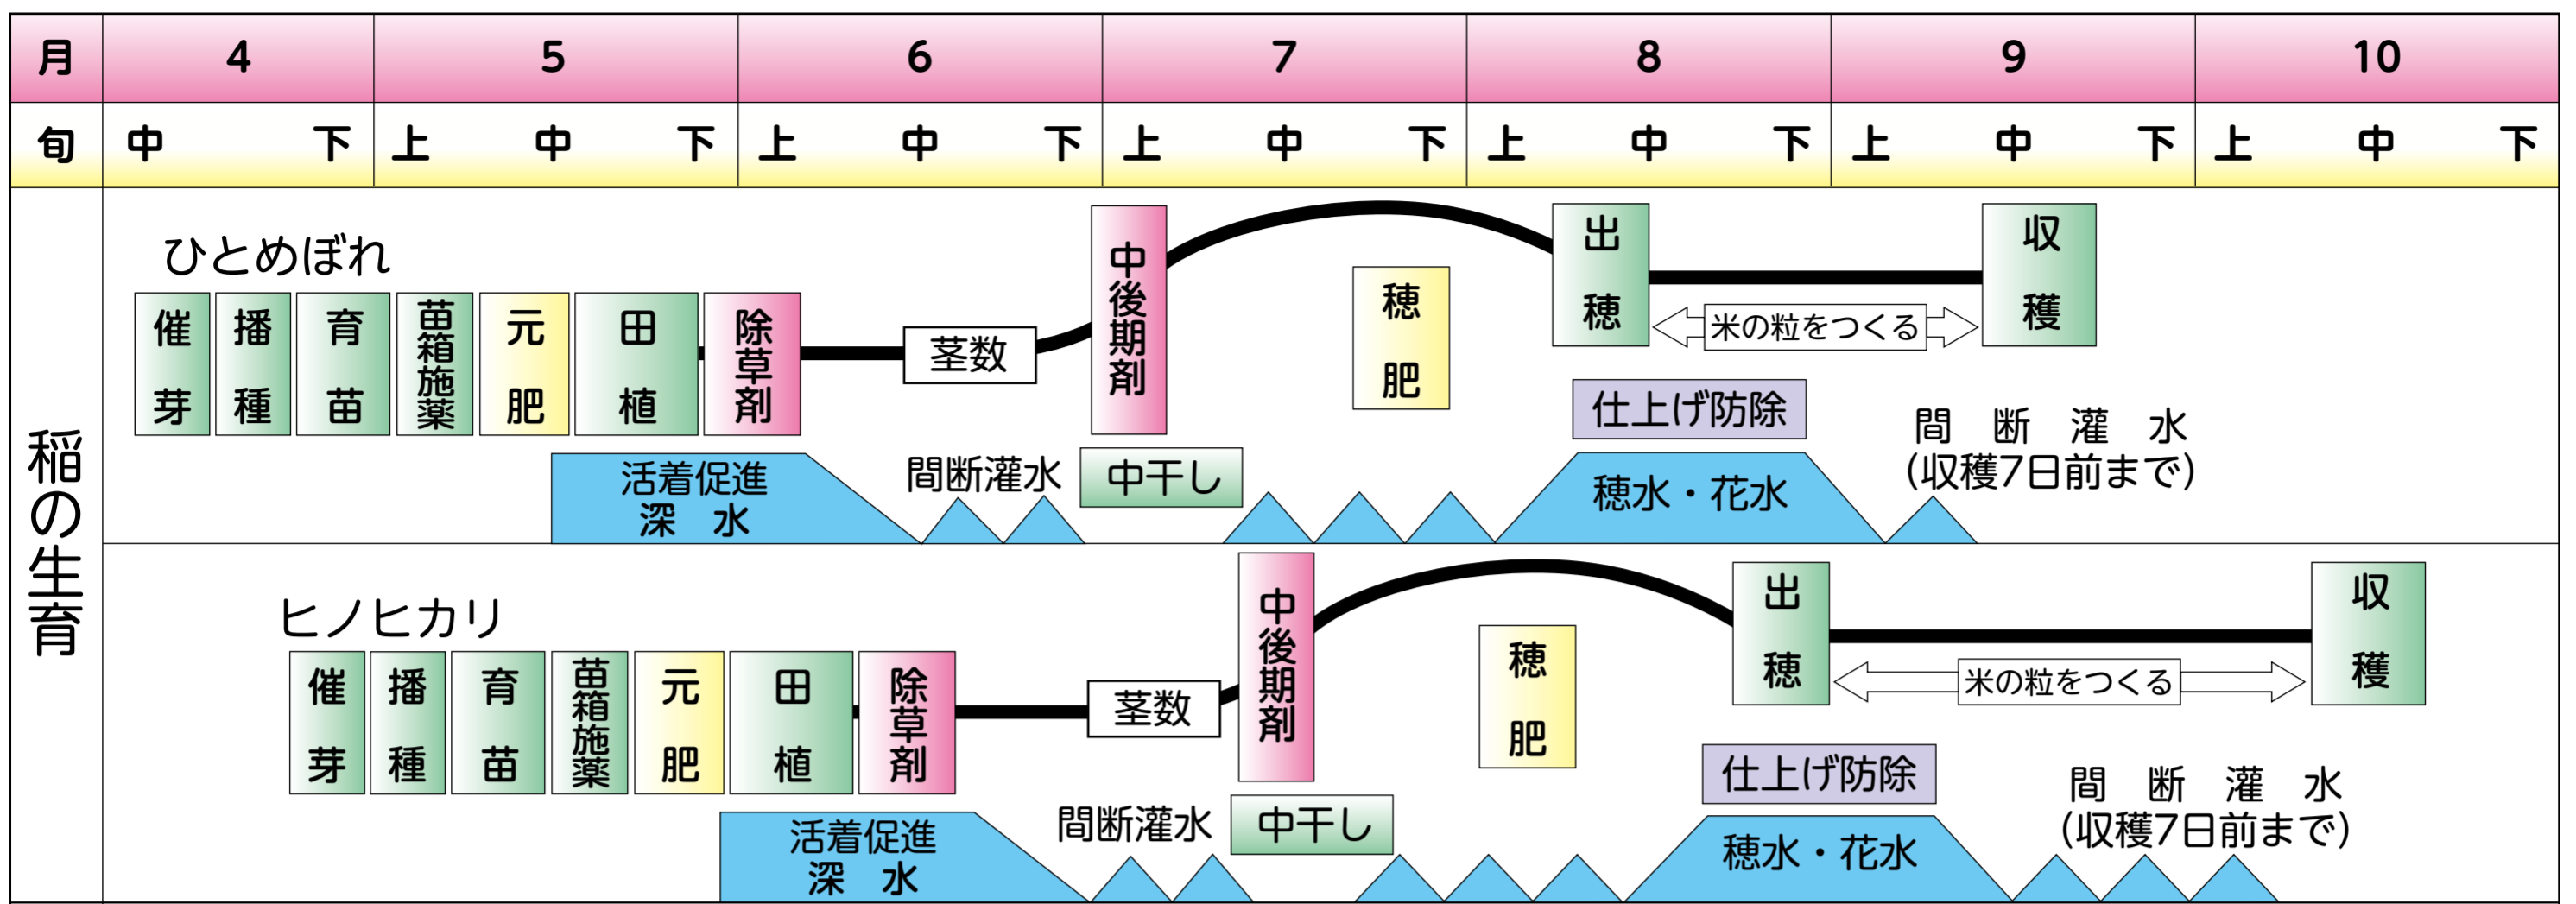 月 4 5 6 7 8 9 10
旬 中 下 上 中 下 上 中 下 上 中 下 上 中 下 上 中 下 上 中 下
稲の生育
ひとめぼれ
催芽
播種
育苗
苗箱施薬
元肥
田植
除草剤
茎数
中後期剤
穂肥
出穂
米の粒をつくる
収穫
仕上げ防除
活着促進
深 水
間断灌水
中干し
穂水・花水
間 断 灌 水
(収穫7日前まで)
ヒノヒカリ
催芽
播種
育苗
苗箱施薬
元肥
田植
除草剤
茎数
中後期剤
穂肥
出穂
米の粒をつくる
収穫
仕上げ防除
活着促進
深 水
間断灌水
中干し
穂水・花水
間 断 灌 水
(収穫7日前まで)